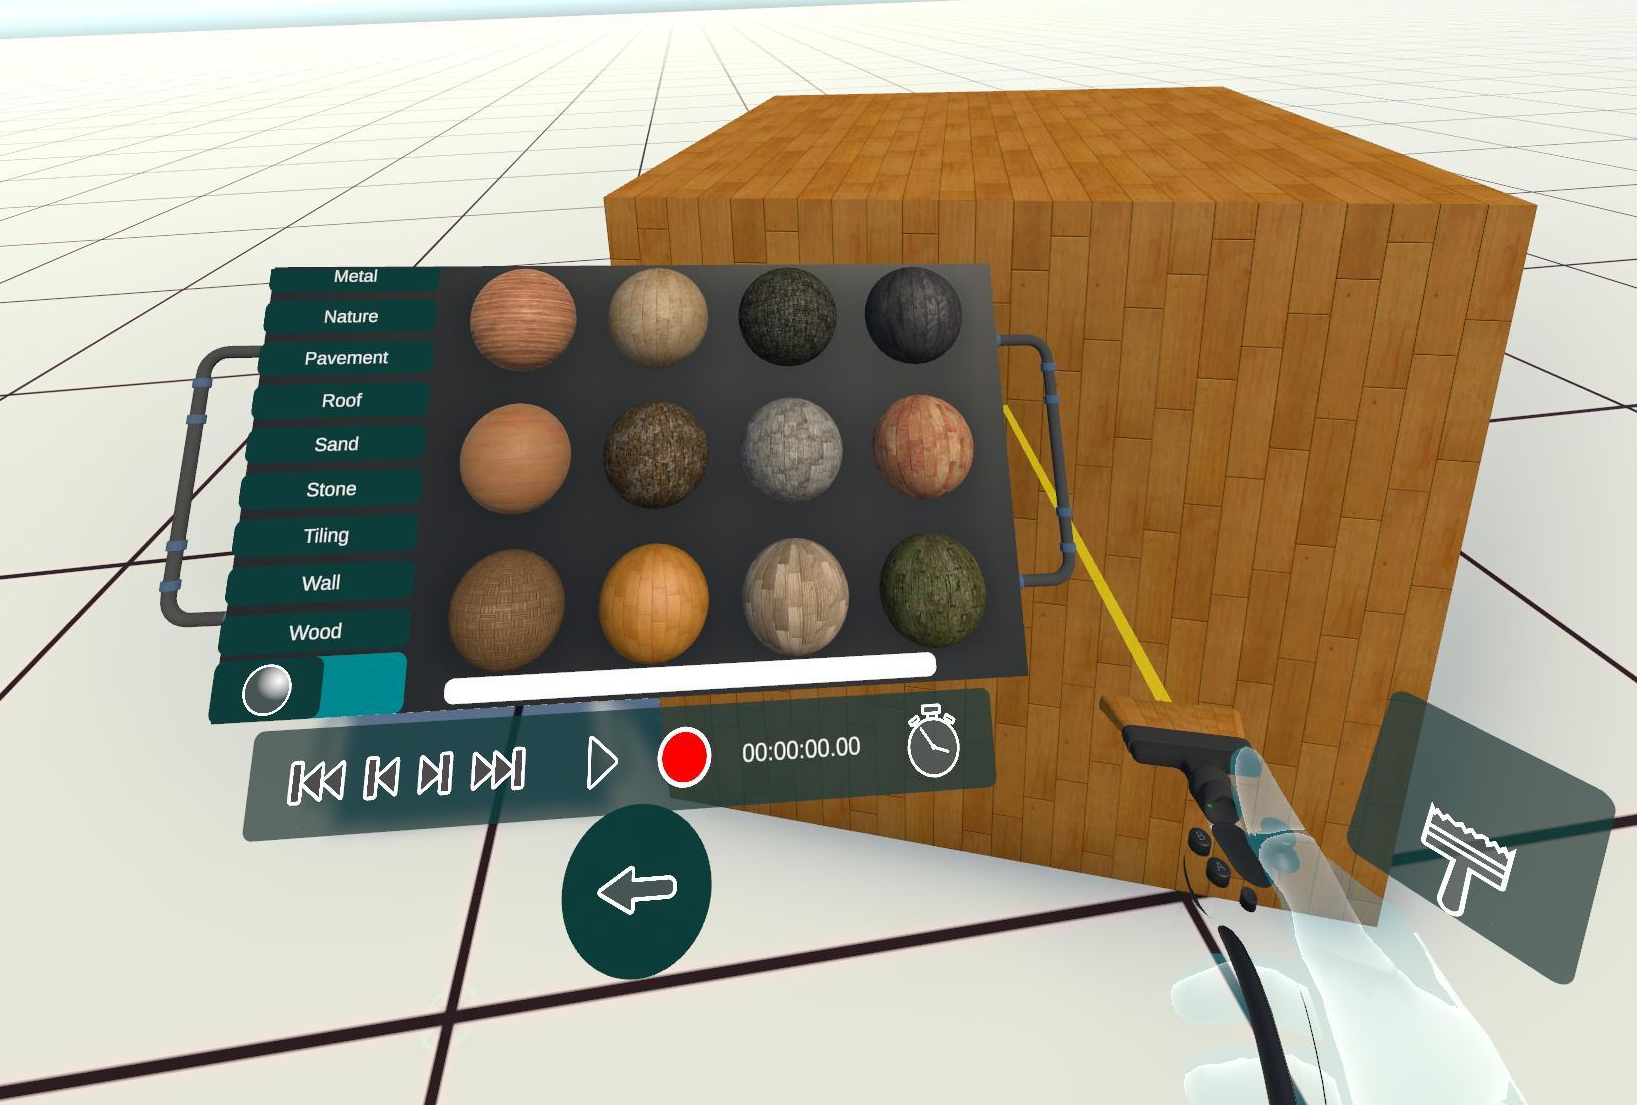 Metal
Nature
Pavement
Roof
Sand
Stone
Tiling
Wall
Wood
00:00:00.00
B
A